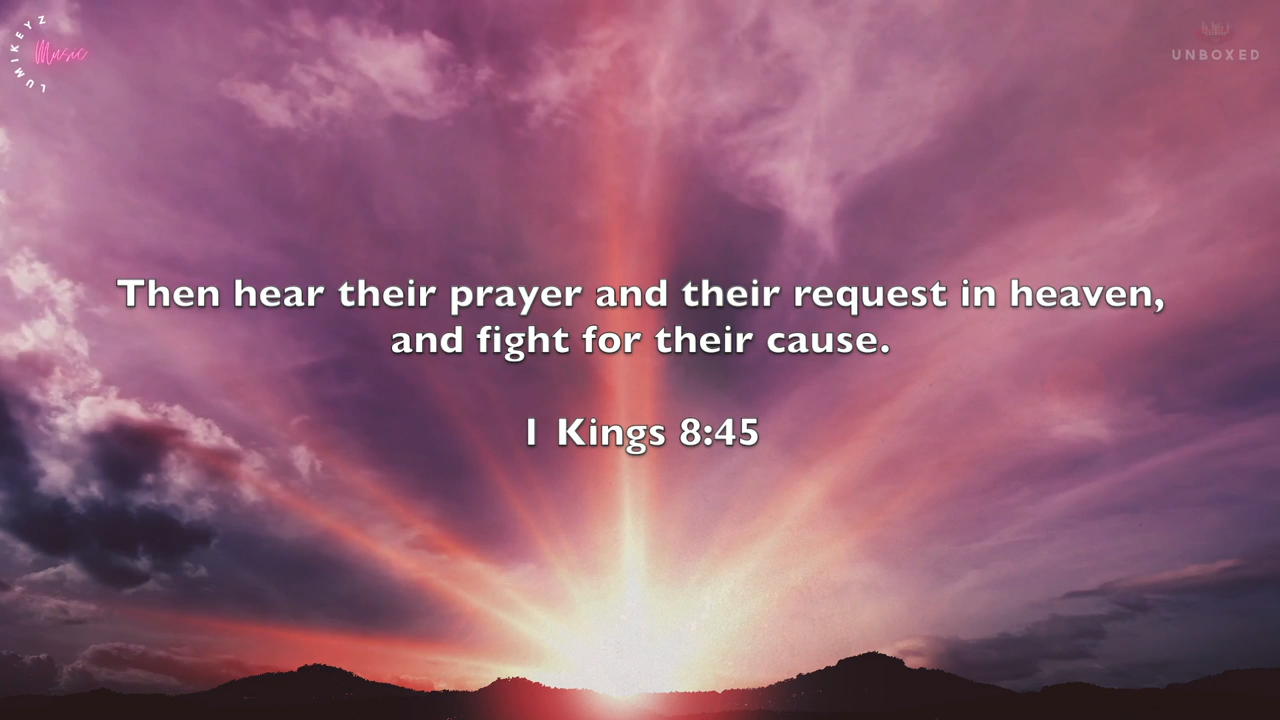 LUMIKEYZ
Music
UNBOXED
Then hear their prayer and their request in heaven,
and fight for their cause.
1 Kings 8:45